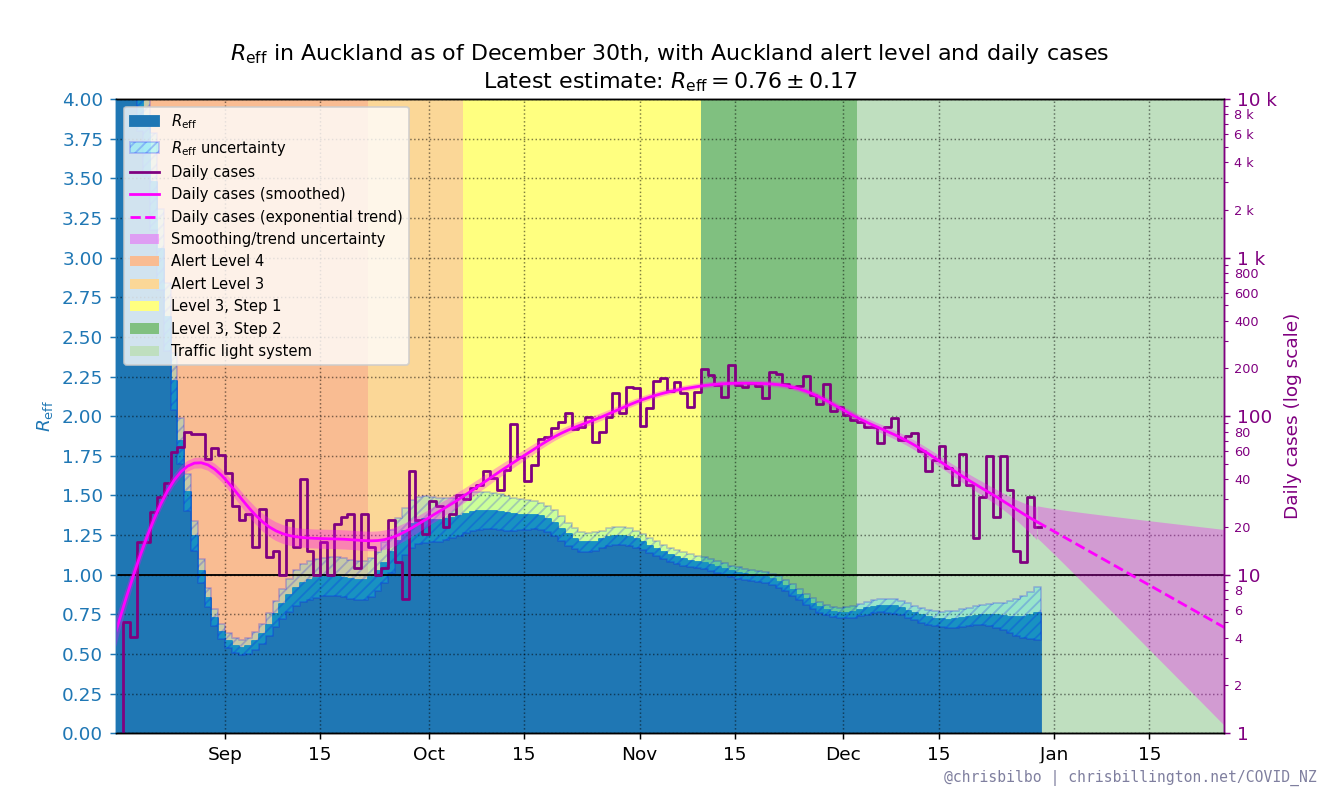 R_eff in Auckland as of December 30th, with Auckland alert level and daily cases
Latest estimate: R_eff = 0.76 ± 0.17
4.00
3.75
3.50
3.25
3.00
2.75
2.50
2.25
2.00
1.75
1.50
1.25
1.00
0.75
0.50
0.25
0.00
R_eff
R_eff
R_eff uncertainty
Daily cases
Daily cases (smoothed)
Daily cases (exponential trend)
Smoothing/trend uncertainty
Alert Level 4
Alert Level 3
Level 3, Step 1
Level 3, Step 2
Traffic light system
10 k
8 k
6 k
4 k
2 k
1 k
800
600
400
200
100
80
60
40
20
10
8
6
4
2
1
Daily cases (log scale)
Sep 15 Oct 15 Nov 15 Dec 15 Jan 15
@chrisbilbo | chrisbillington.net/COVID_NZ